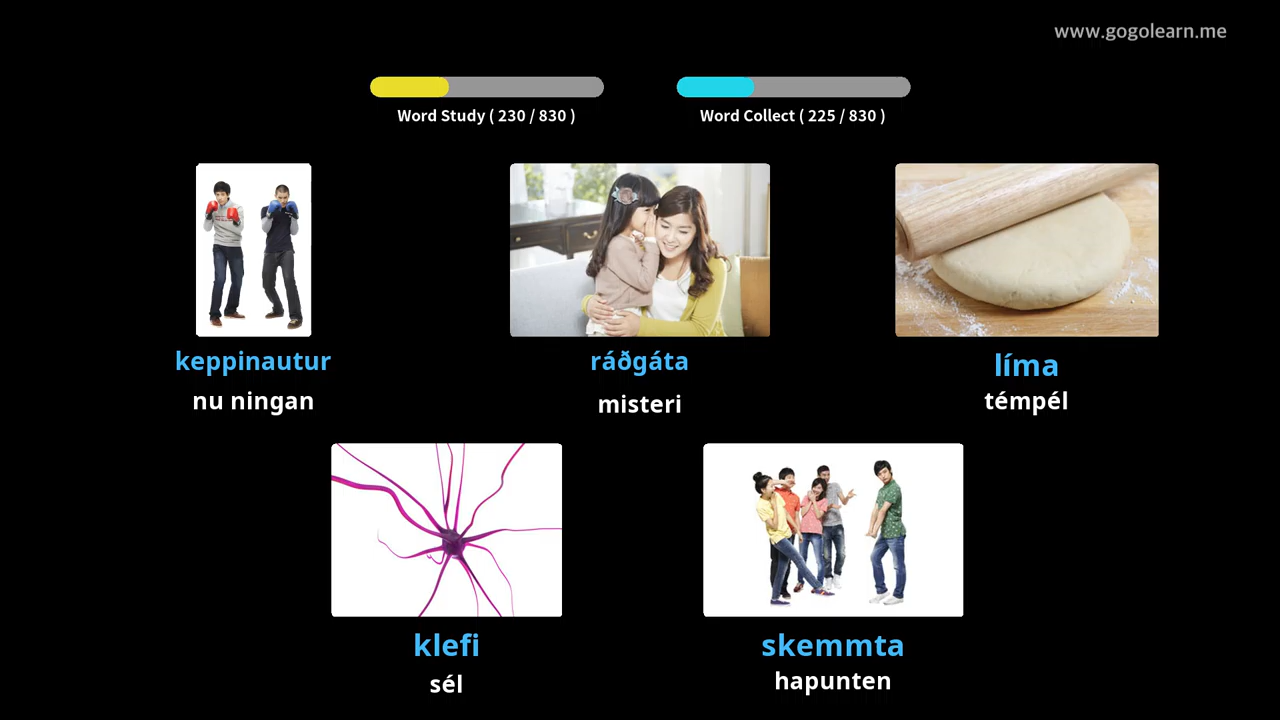 www.gogolearn.me
Word Study ( 230 / 830 )
Word Collect ( 225 / 830 )
keppinautur
nu ningan
ráðgáta
misteri
líma
témpél
klefi
sél
skemmta
hapunten